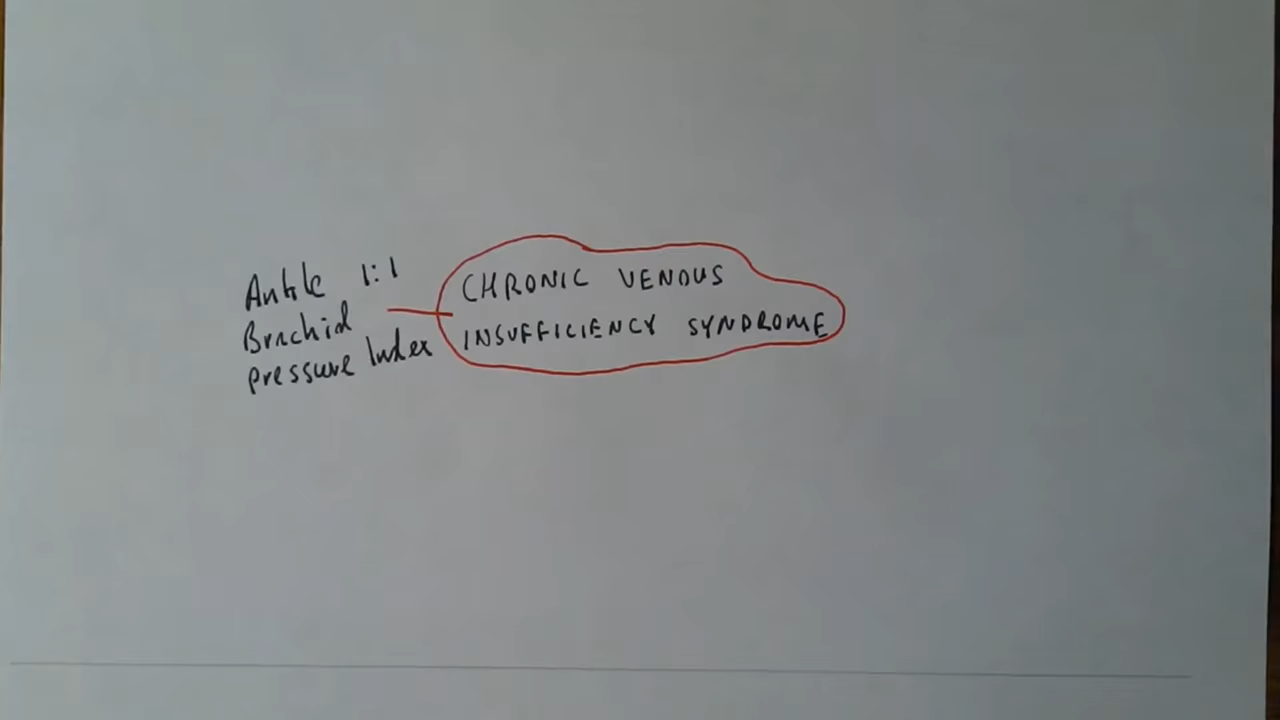 Ankle 1:1
Brachial
pressure Index
CHRONIC VENOUS
INSUFFICIENCY SYNDROME